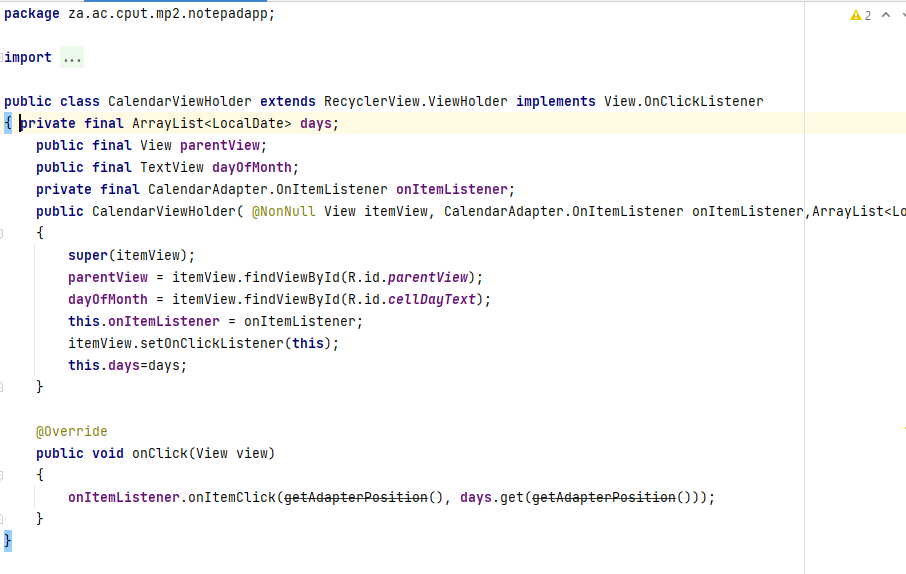 package za.ac.cput.mp2.notepadapp;
2
import ...
public class CalendarViewHolder extends RecyclerView.ViewHolder implements View.OnClickListener
{ private final ArrayList<LocalDate> days;
public final View parentView;
public final TextView dayOfMonth;
private final CalendarAdapter.OnItemListener onItemListener;
public CalendarViewHolder( @NonNull View itemView, CalendarAdapter.OnItemListener onItemListener,ArrayList<Lo
{
super(itemView);
parentView = itemView.findViewById(R.id.parentView);
dayOfMonth = itemView.findViewById(R.id.cellDayText);
this.onItemListener = onItemListener;
itemView.setOnClickListener(this);
this.days=days;
}
@Override
public void onClick(View view)
{
onItemListener.onItemClick(getAdapterPosition(), days.get(getAdapterPosition()));
}
}